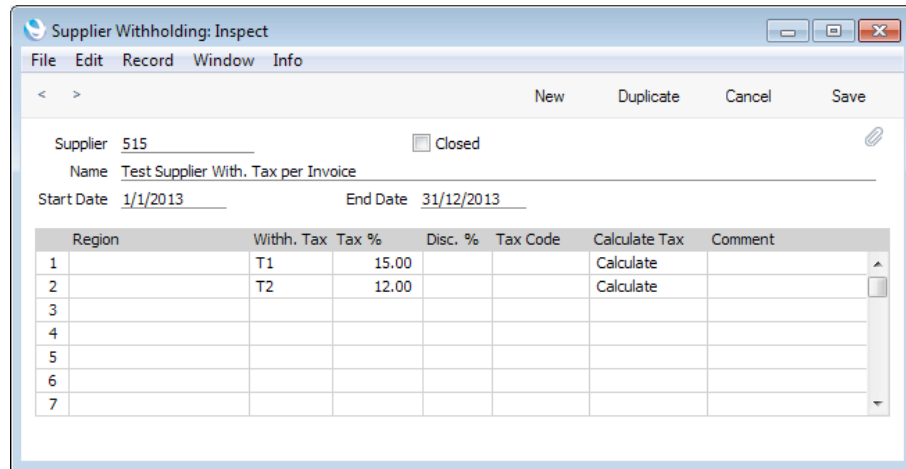 Supplier Withholding: Inspect
File Edit Record Window Info
< > New Duplicate Cancel Save
Supplier 515 Closed
Name Test Supplier With. Tax per Invoice
Start Date 1/1/2013 End Date 31/12/2013
Region Withh. Tax Tax % Disc. % Tax Code Calculate Tax Comment
1 T1 15.00 Calculate
2 T2 12.00 Calculate
3
4
5
6
7